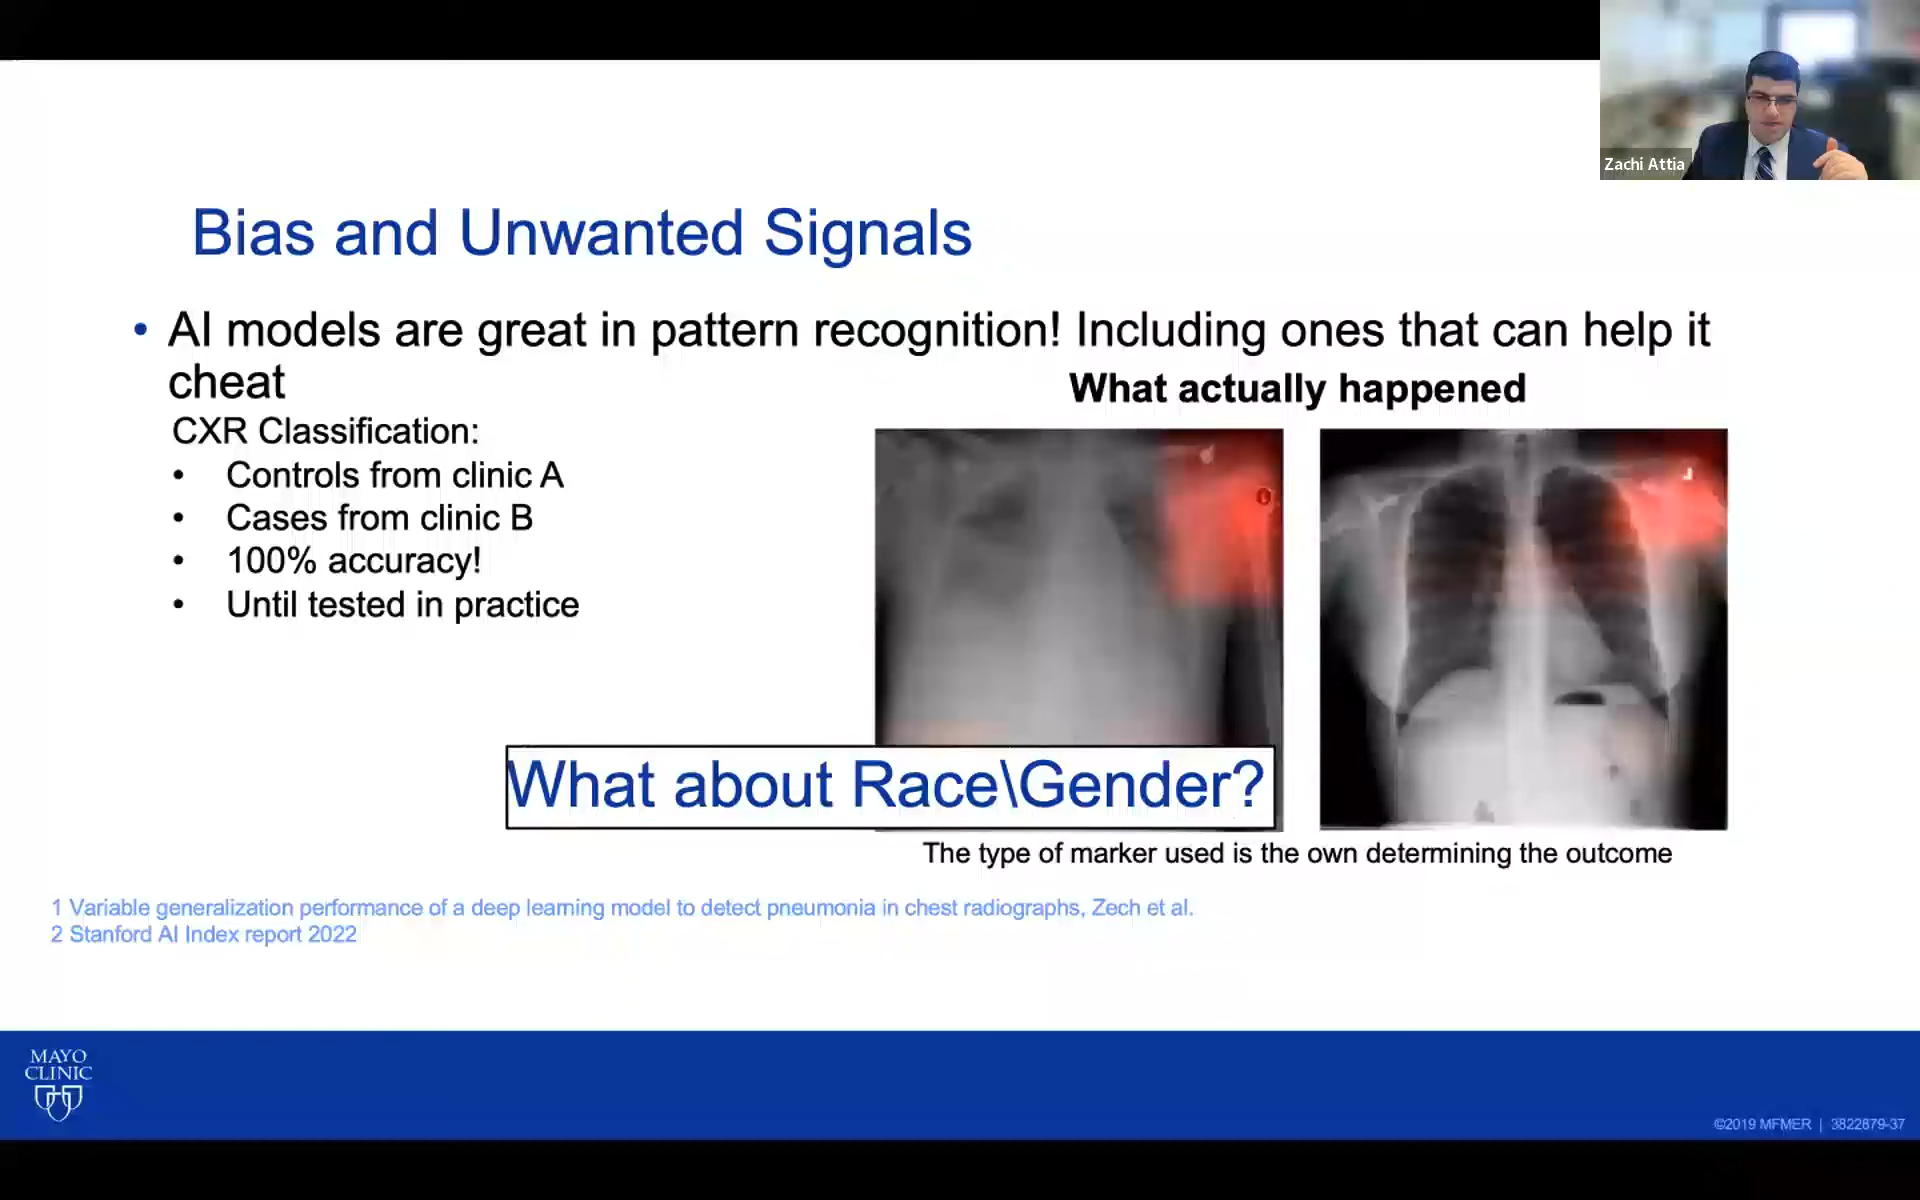 Zachi Attia
Bias and Unwanted Signals
• AI models are great in pattern recognition! Including ones that can help it
cheat
What actually happened
CXR Classification:
• Controls from clinic A
• Cases from clinic B
• 100% accuracy!
• Until tested in practice
L
What about Race\Gender?
The type of marker used is the own determining the outcome
1 Variable generalization performance of a deep learning model to detect pneumonia in chest radiographs, Zech et al.
2 Stanford AI Index report 2022
MAYO
CLINIC
©2019 MFMER | 3822879-37